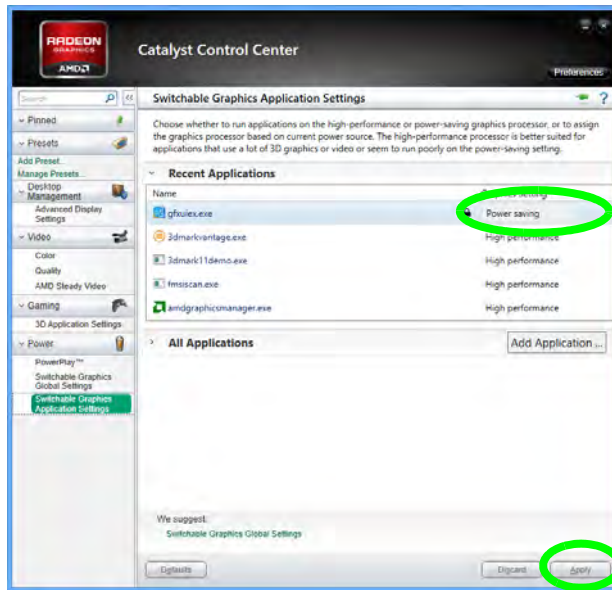 RADEON
GRAPHICS
AMD
Catalyst Control Center
Preferences
Search
Pinned
Presets
Add Preset
Manage Presets...
Desktop
Management
Advanced Display
Settings
Video
Color
Quality
AMD Steady Video
Gaming
3D Application Settings
Power
PowerPlay™
Switchable Graphics
Global Settings
Switchable Graphics
Application Settings
Switchable Graphics Application Settings
?
Choose whether to run applications on the high-performance or power-saving graphics processor, or to assign
the graphics processor based on current power source. The high-performance processor is better suited for
applications that use a lot of 3D graphics or video or seem to run poorly on the power-saving setting.
Recent Applications
Name
gfxuiex.exe Power saving
3dmarkvantage.exe High performance
3dmark11demo.exe High performance
fmsiscan.exe High performance
amdgraphicsmanager.exe High performance
All Applications Add Application ...
We suggest:
Switchable Graphics Global Settings
Defaults Discard Apply